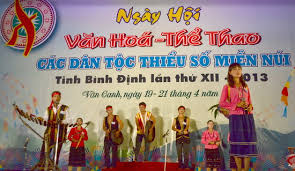 Ngày Hội
Văn Hoá - Thể Thao
CÁC DÂN TỘC THIỂU SỐ MIỀN NÚI
Tỉnh Bình Định lần thứ XII - 2013
Vân Canh, ngày 19 - 21 tháng 4 năm